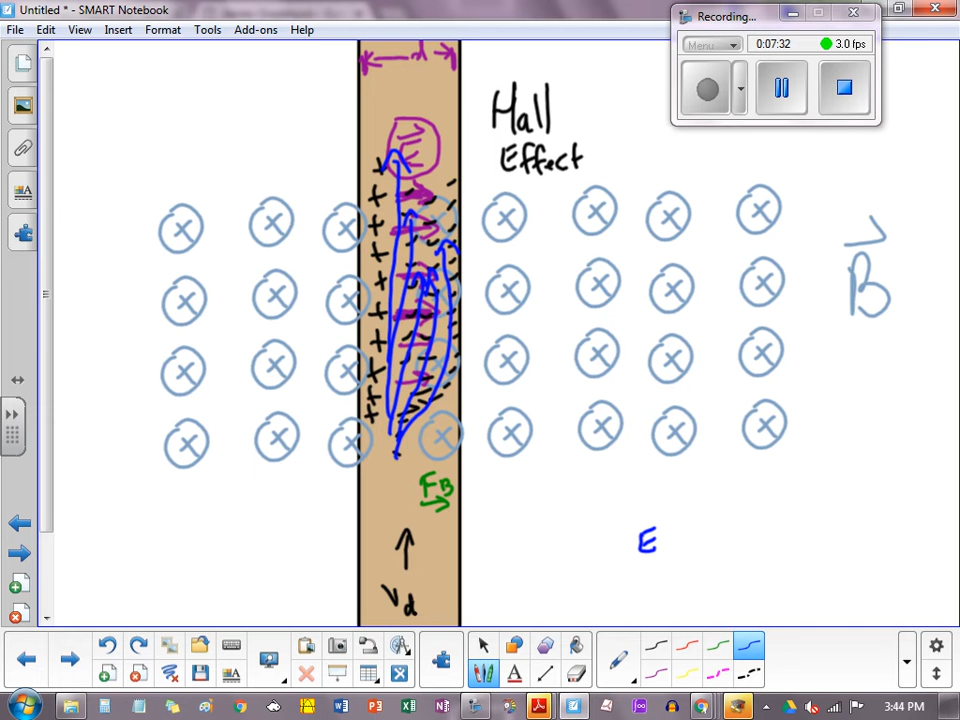 Untitled * - SMART Notebook
File Edit View Insert Format Tools Add-ons Help
Recording...
Menu 0:07:32 3.0 fps
d
Hall
Effect
E
B
F_B
E
v_d
3:44 PM